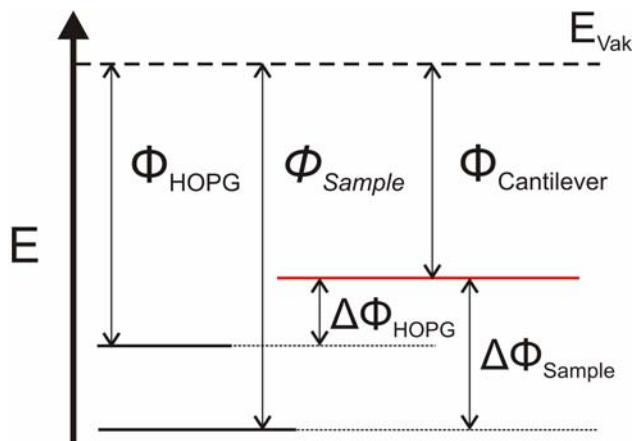 E_Vak
Φ_HOPG
ϕ_Sample
Φ_Cantilever
E
ΔΦ_HOPG
ΔΦ_Sample